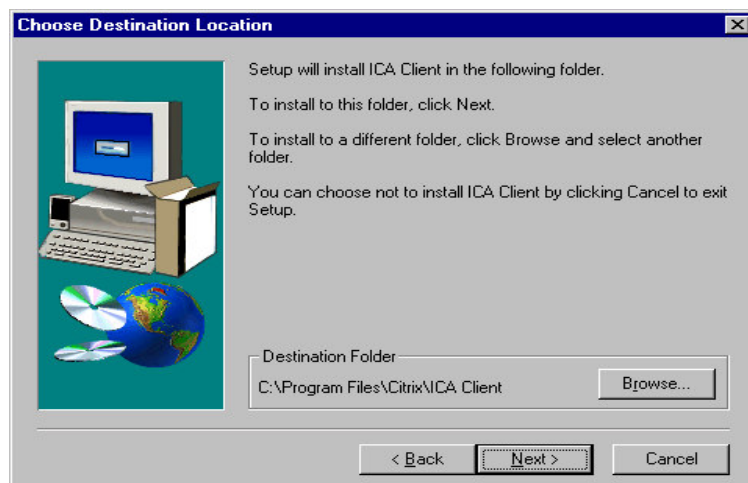 Choose Destination Location
Setup will install ICA Client in the following folder.
To install to this folder, click Next.
To install to a different folder, click Browse and select another
folder.
You can choose not to install ICA Client by clicking Cancel to exit
Setup.
Destination Folder
C:\Program Files\Citrix\ICA Client
Browse...
< Back
Next >
Cancel